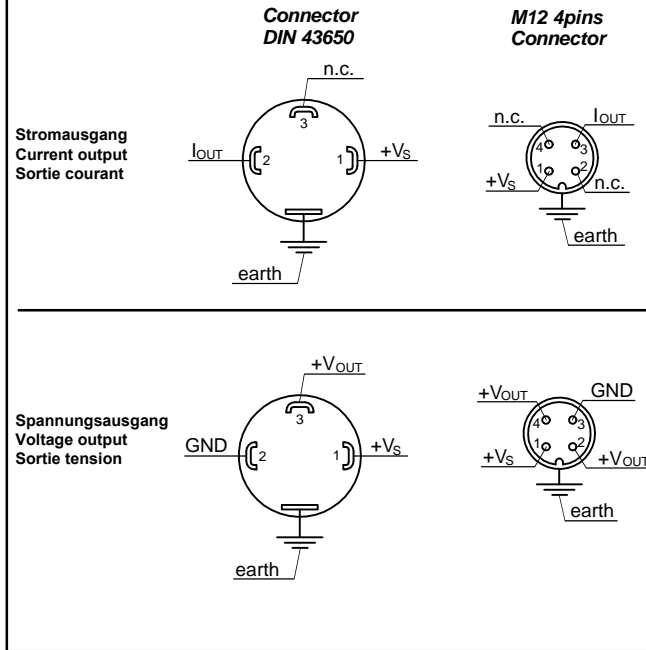 Connector
DIN 43650
M12 4pins
Connector
Stromausgang
Current output
Sortie courant
n.c.
3
IOUT
2
1
+VS
earth
n.c.
IOUT
4
3
1
2
+VS
n.c.
earth
Spannungsausgang
Voltage output
Sortie tension
+VOUT
3
GND
2
1
+VS
earth
+VOUT
GND
4
3
1
2
+VS
+VOUT
earth